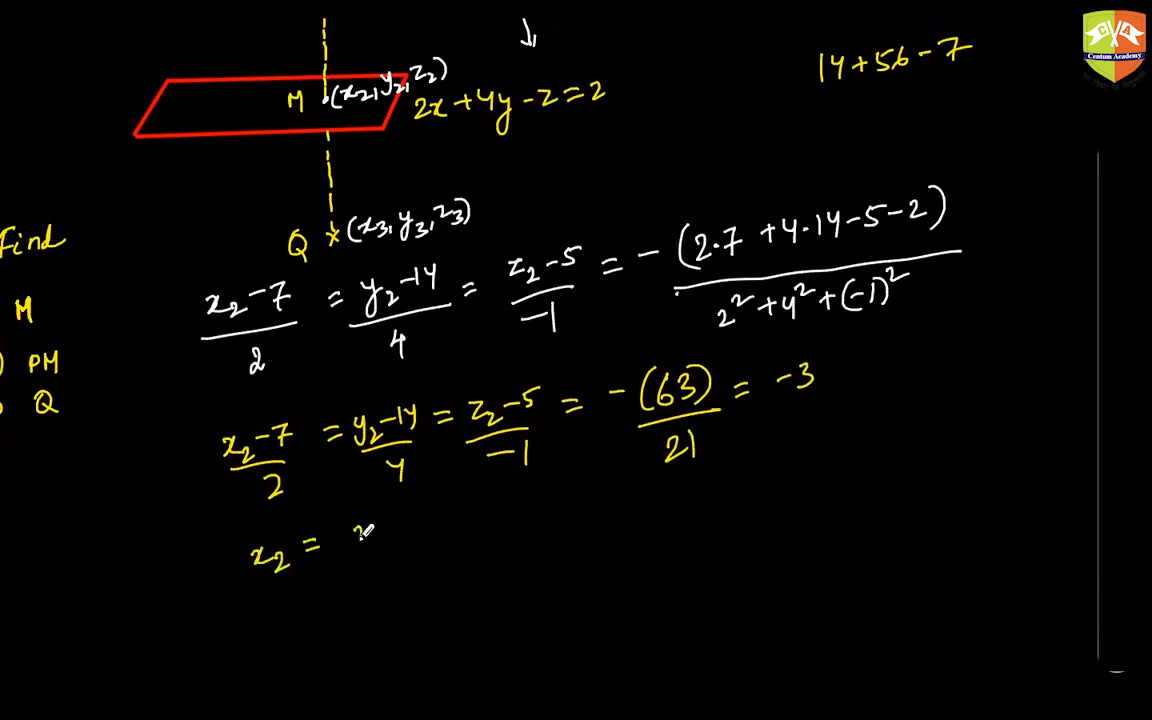 14+56-7
CA
Centum Academy
M (x₂, y₂, z₂)
2x+4y-z=2
Find
Q (x₃, y₃, z₃)
M
x₂-7/2 = y₂-14/4 = z₂-5/-1 = -(2·7+4·14-5-2)/2²+4²+(-1)²
PM
Q
x₂-7/2 = y₂-14/4 = z₂-5/-1 = -(63)/21 = -3
x₂ =